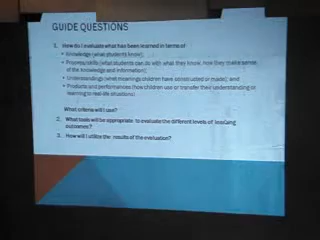 GUIDE QUESTIONS
1. How do I evaluate what has been learned in terms of
• Knowledge (what students know);
• Process/skills (what students can do with what they know, how they make sense
of the knowledge and information);
• Understandings (what meanings children have constructed or made); and
• Products and performances (how children use or transfer their understanding or
learning to real-life situations)
What criteria will I use?
2. What tools will be appropriate to evaluate the different levels of learning
outcomes?
3. How will I utilize the results of the evaluation?